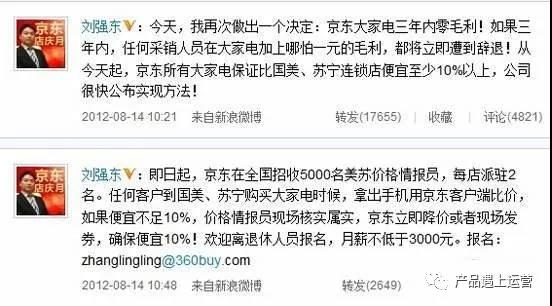 京东
店庆月
刘强东：今天，我再次做出一个决定：京东大家电三年内零毛利！如果三
年内，任何采销人员在大家电加上哪怕一元的毛利，都将立即遭到辞退！从
今天起，京东所有大家电保证比国美、苏宁连锁店便宜至少10%以上，公司
很快公布实现方法！
2012-08-14 10:21 来自新浪微博 转发(17655) | 收藏 | 评论(4821)
京东
店庆月
刘强东：即日起，京东在全国招收5000名美苏价格情报员，每店派驻2
名。任何客户到国美、苏宁购买大家电时候，拿出手机用京东客户端比价，
如果便宜不足10%，价格情报员现场核实属实，京东立即降价或者现场发
券，确保便宜10%！欢迎离退休人员报名，月薪不低于3000元。报名：
zhanglingling@360buy.com
2012-08-14 10:48 来自新浪微博 转发(2649)
产品遇上运营